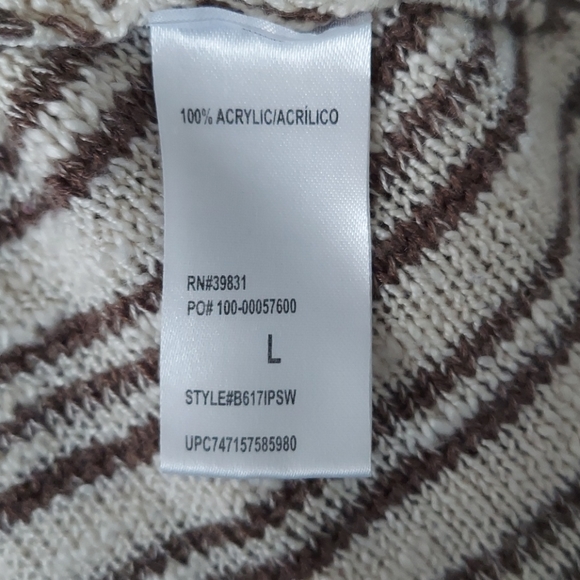 100% ACRYLIC/ACRÍLICO
RN#39831
PO# 100-00057600
L
STYLE#B617IPSW
UPC747157585980